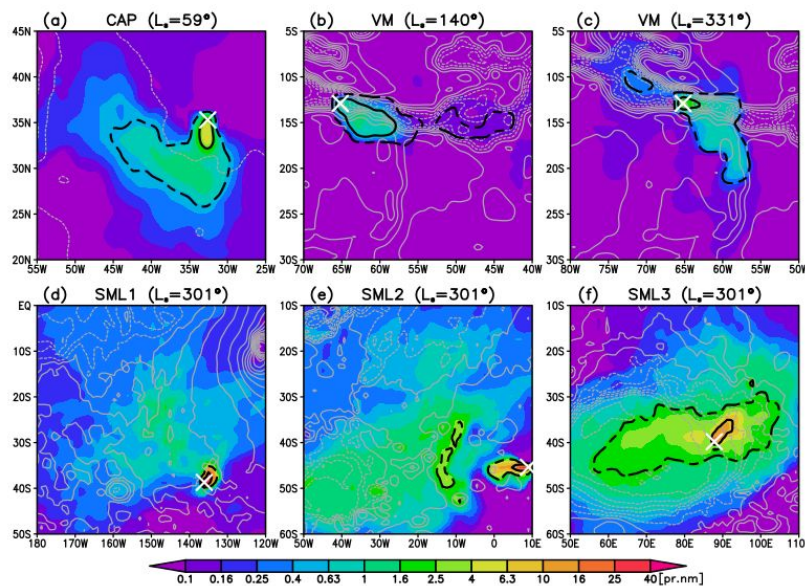 (a) CAP (Lₛ=59°)
45N
40N
35N
30N
25N
20N
55W 50W 45W 40W 35W 30W 25W
(b) VM (Lₛ=140°)
5S
10S
15S
20S
25S
30S
70W 65W 60W 55W 50W 45W 40W
(c) VM (Lₛ=331°)
5S
10S
15S
20S
25S
30S
80W 75W 70W 65W 60W 55W 50W
(d) SML1 (Lₛ=301°)
EQ
10S
20S
30S
40S
50S
180 170W 160W 150W 140W 130W 120W
(e) SML2 (Lₛ=301°)
10S
20S
30S
40S
50S
60S
40W 30W 20W 10W 0 10E
(f) SML3 (Lₛ=301°)
10S
20S
30S
40S
50S
60S
50E 60E 70E 80E 90E 100E 110E
0.1 0.16 0.25 0.4 0.63 1 1.6 2.5 4 6.3 10 16 25 40 [pr.nm]